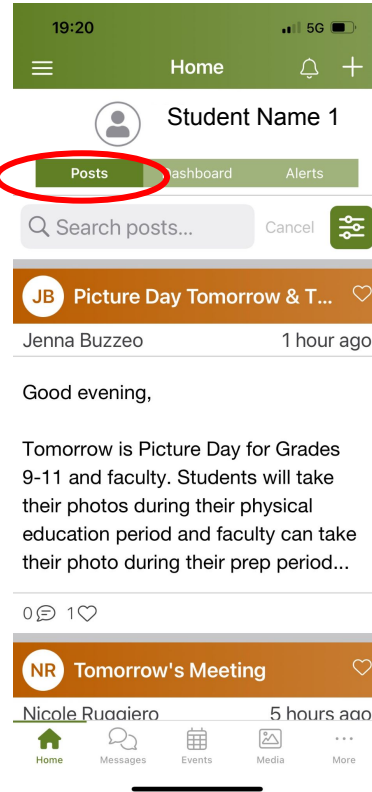 19:20 5G
Home
Student Name 1
Posts Dashboard Alerts
Search posts... Cancel
JB Picture Day Tomorrow & T...
Jenna Buzzeo 1 hour ago
Good evening,
Tomorrow is Picture Day for Grades
9-11 and faculty. Students will take
their photos during their physical
education period and faculty can take
their photo during their prep period...
0 1
NR Tomorrow's Meeting
Nicole Ruggiero 5 hours ago
Home Messages Events Media More